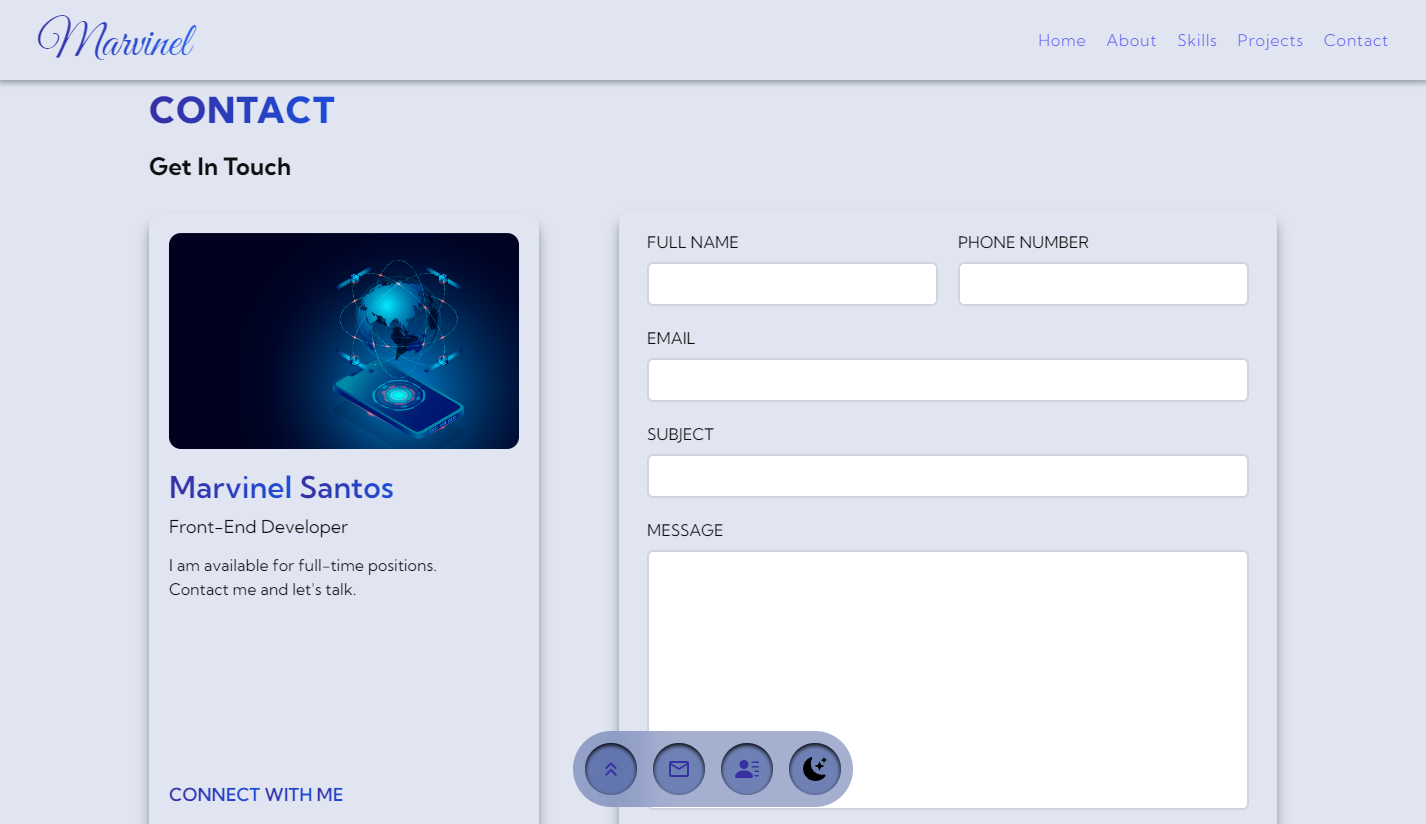 Marvinel
Home About Skills Projects Contact
CONTACT
Get In Touch
Marvinel Santos
Front-End Developer
I am available for full-time positions.
Contact me and let's talk.
CONNECT WITH ME
FULL NAME
PHONE NUMBER
EMAIL
SUBJECT
MESSAGE